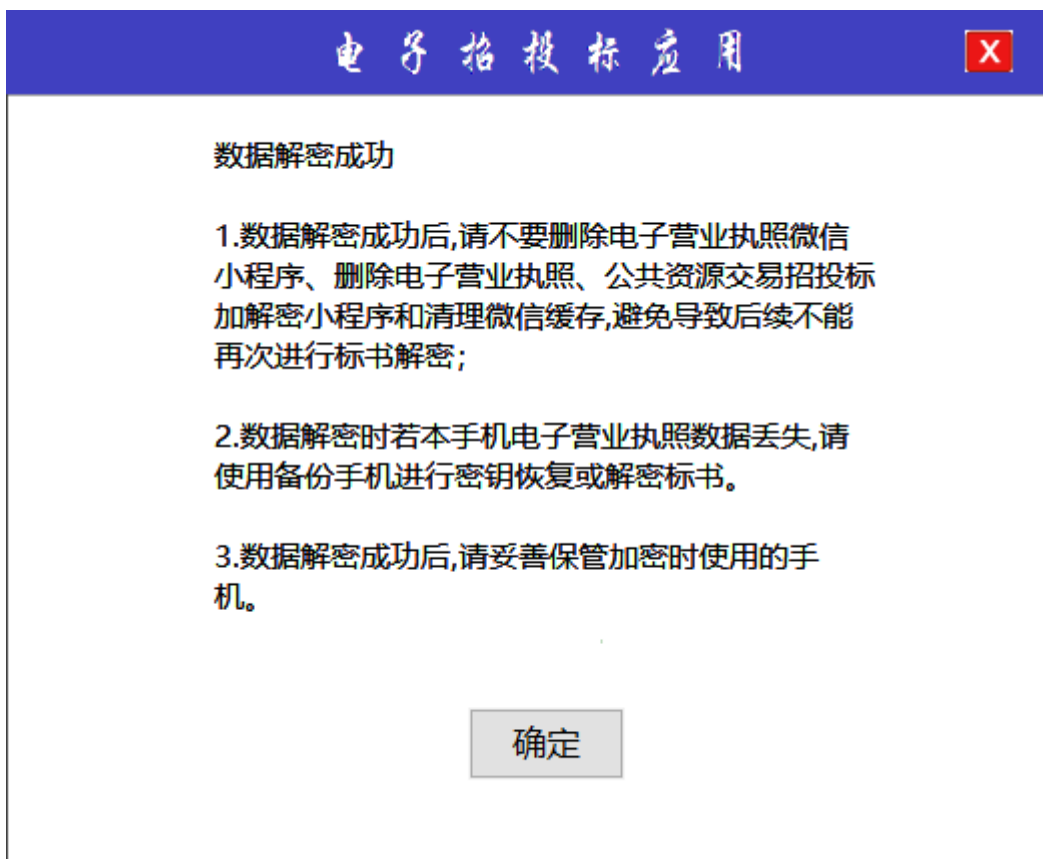 电子招投标应用
X
数据解密成功
1.数据解密成功后,请不要删除电子营业执照微信
小程序、删除电子营业执照、公共资源交易招投标
加解密小程序和清理微信缓存,避免导致后续不能
再次进行标书解密；
2.数据解密时若本手机电子营业执照数据丢失,请
使用备份手机进行密钥恢复或解密标书。
3.数据解密成功后,请妥善保管加密时使用的手
机。
确定